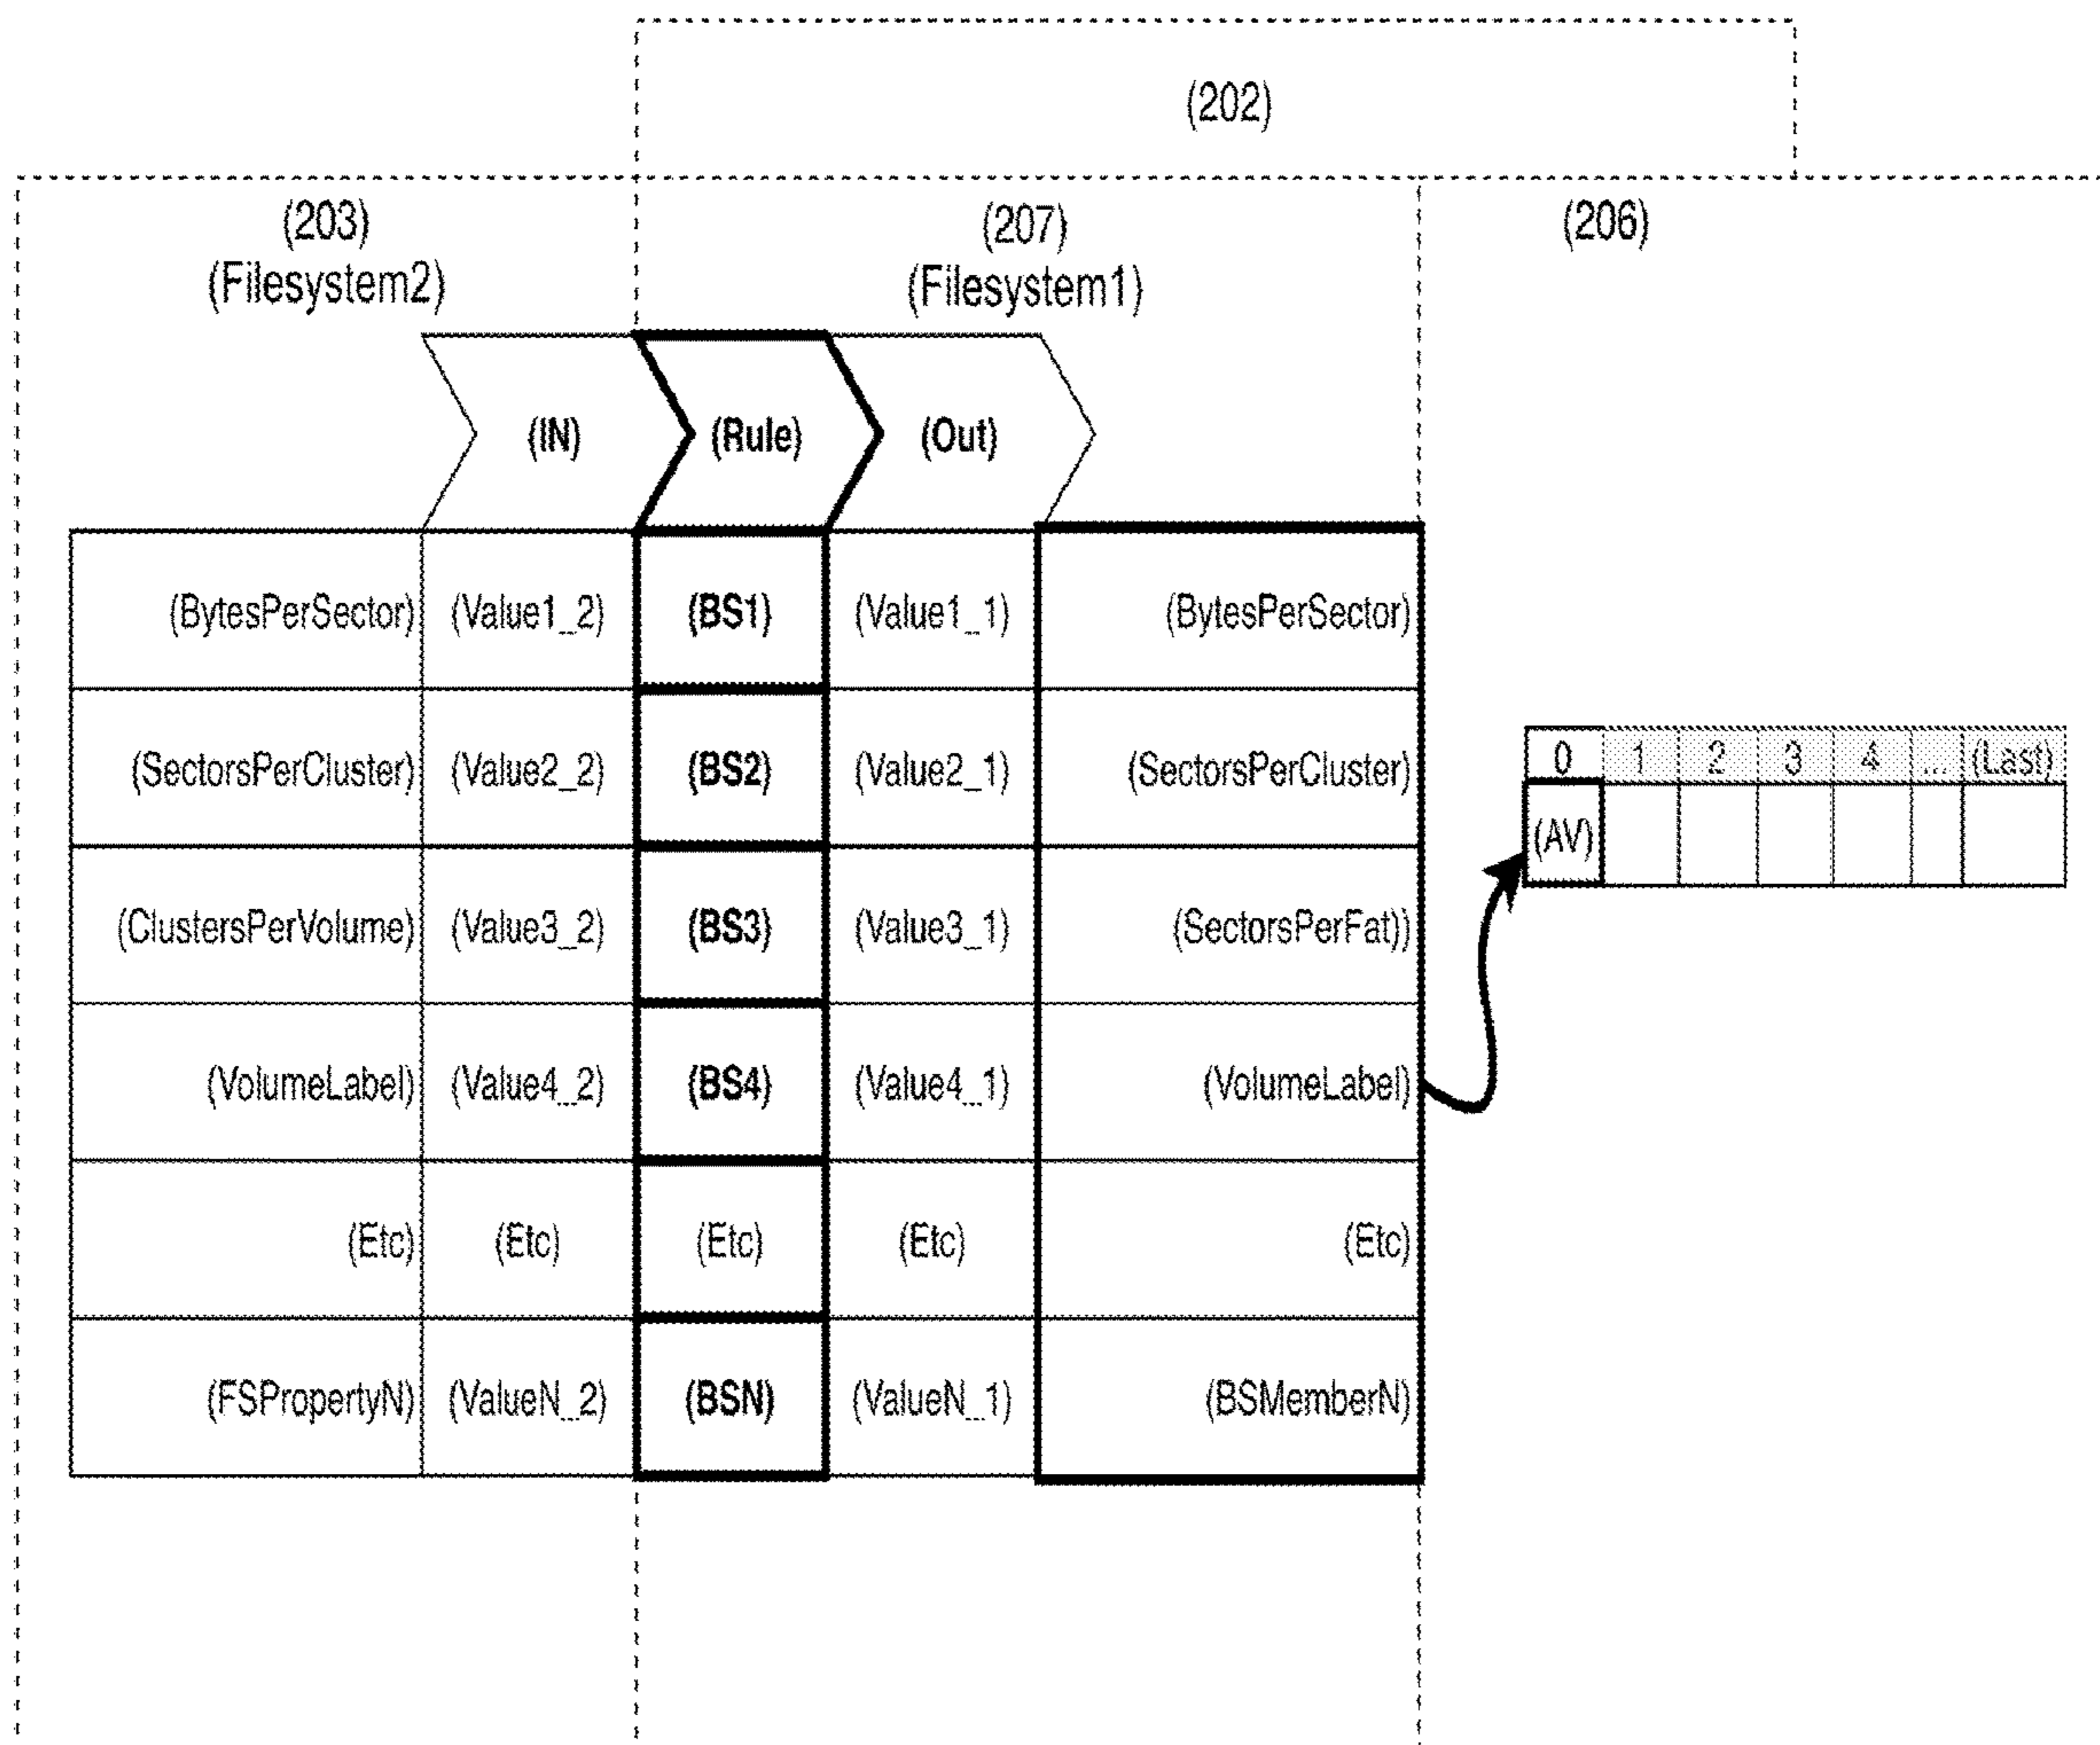 (202)
(203) (207) (206)
(Filesystem2) (Filesystem1)
(IN) (Rule) (Out)
(BytesPerSector) (Value1_2) (BS1) (Value1_1) (BytesPerSector)
(SectorsPerCluster) (Value2_2) (BS2) (Value2_1) (SectorsPerCluster)
0 1 2 3 4 ... (Last)
(AV)
(ClustersPerVolume) (Value3_2) (BS3) (Value3_1) (SectorsPerFat))
(VolumeLabel) (Value4_2) (BS4) (Value4_1) (VolumeLabel)
(Etc) (Etc) (Etc) (Etc) (Etc)
(FSPropertyN) (ValueN_2) (BSN) (ValueN_1) (BSMemberN)